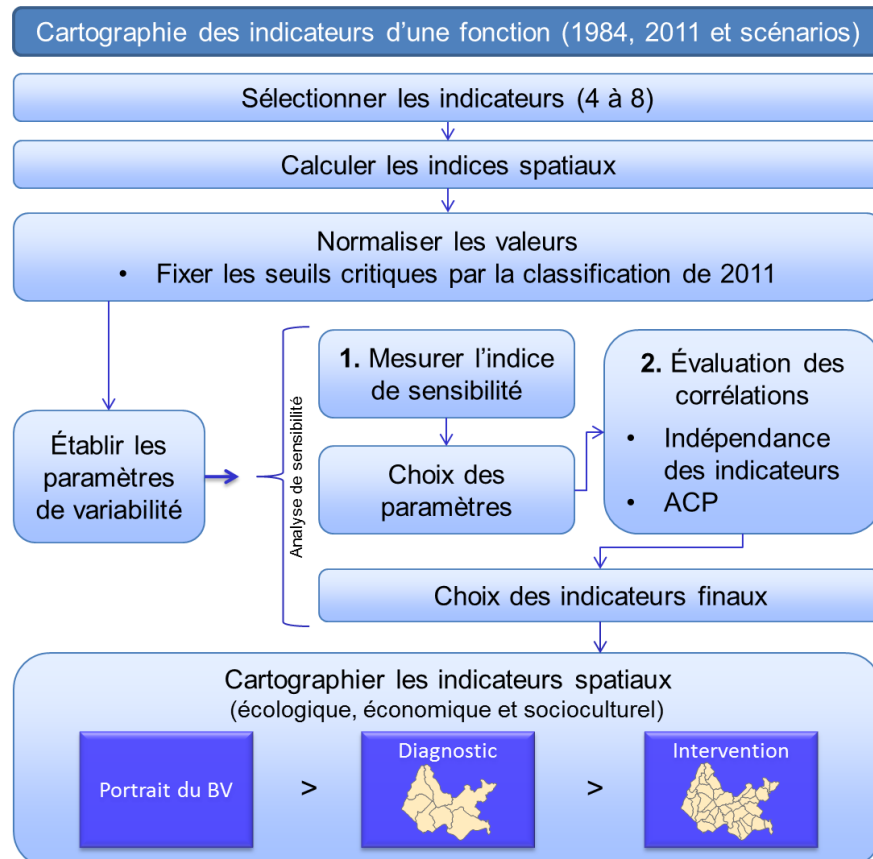 Cartographie des indicateurs d’une fonction (1984, 2011 et scénarios)
Sélectionner les indicateurs (4 à 8)
Calculer les indices spatiaux
Normaliser les valeurs
• Fixer les seuils critiques par la classification de 2011
Établir les
paramètres
de variabilité
Analyse de sensibilité
1. Mesurer l’indice
de sensibilité
Choix des
paramètres
2. Évaluation des
corrélations
• Indépendance
des indicateurs
• ACP
Choix des indicateurs finaux
Cartographier les indicateurs spatiaux
(écologique, économique et socioculturel)
Portrait du BV
>
Diagnostic
>
Intervention